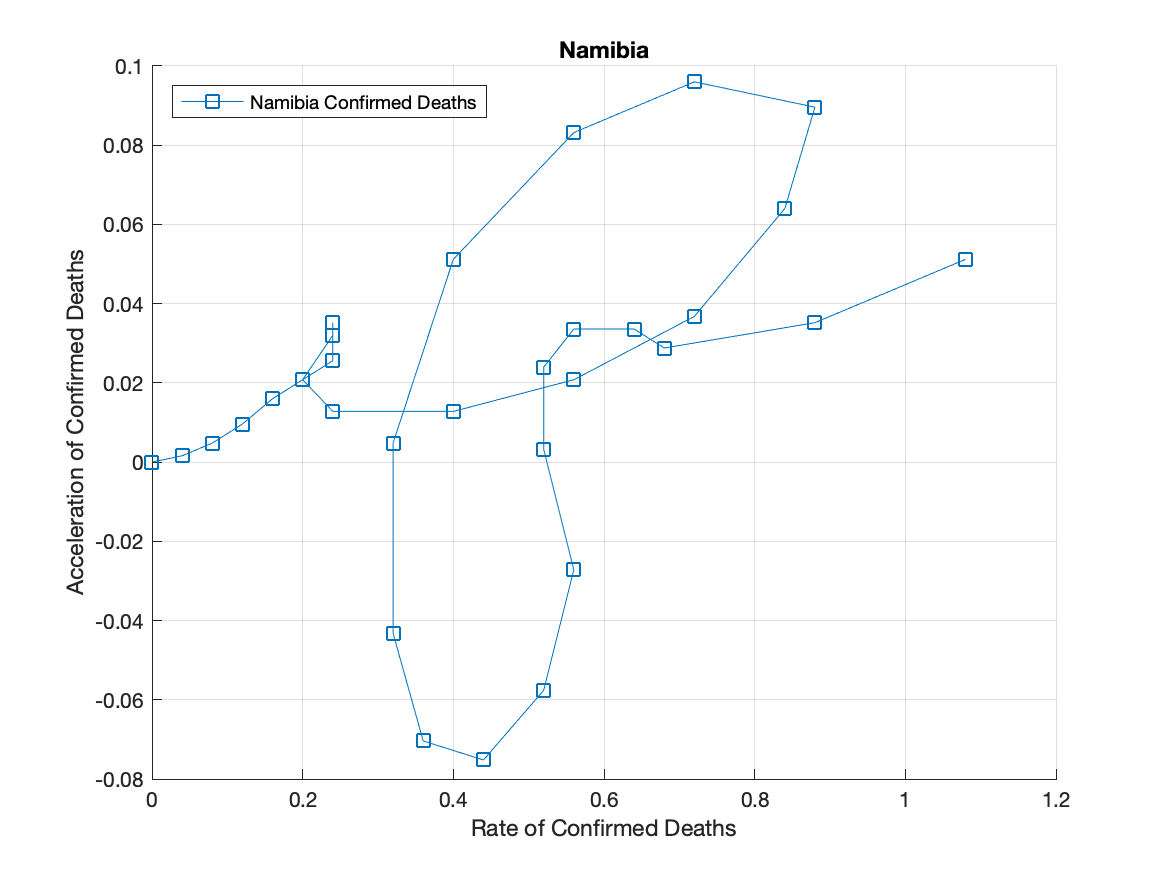 Namibia
Namibia Confirmed Deaths
Acceleration of Confirmed Deaths
0.1
0.08
0.06
0.04
0.02
0
-0.02
-0.04
-0.06
-0.08
0 0.2 0.4 0.6 0.8 1 1.2
Rate of Confirmed Deaths